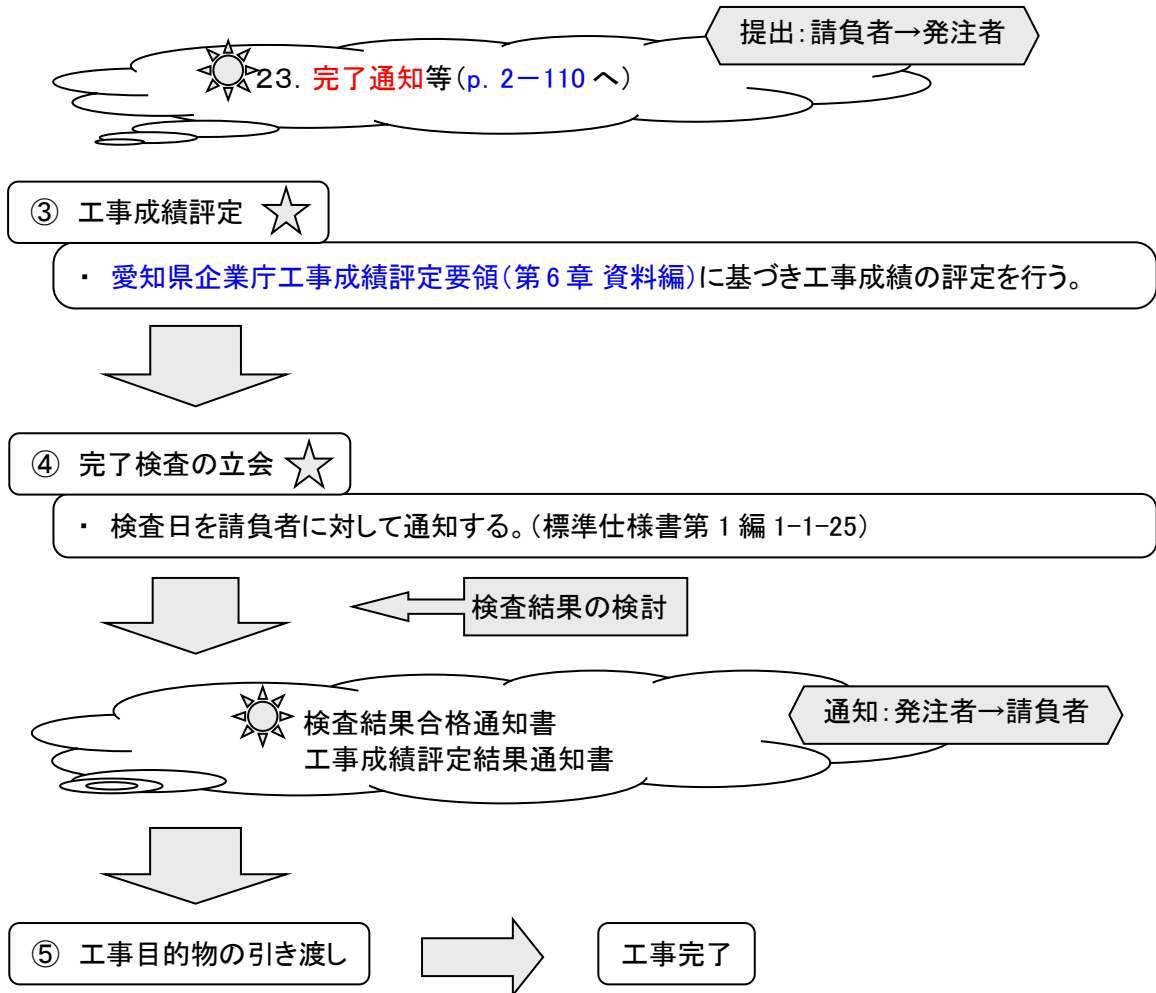 提出:請負者→発注者
23. 完了通知等(p. 2-110 へ)
③ 工事成績評定
・ 愛知県企業庁工事成績評定要領(第6章 資料編)に基づき工事成績の評定を行う。
④ 完了検査の立会
・ 検査日を請負者に対して通知する。(標準仕様書第 1 編 1-1-25)
検査結果の検討
通知:発注者→請負者
検査結果合格通知書
工事成績評定結果通知書
⑤ 工事目的物の引き渡し
工事完了